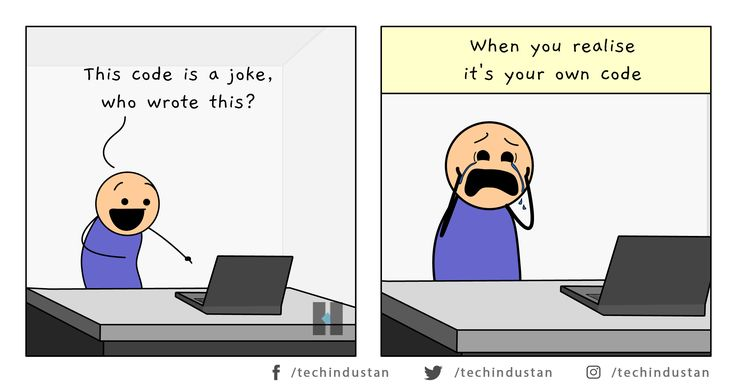 This code is a joke,
who wrote this?
When you realise
it's your own code
/techindustan
/techindustan
/techindustan